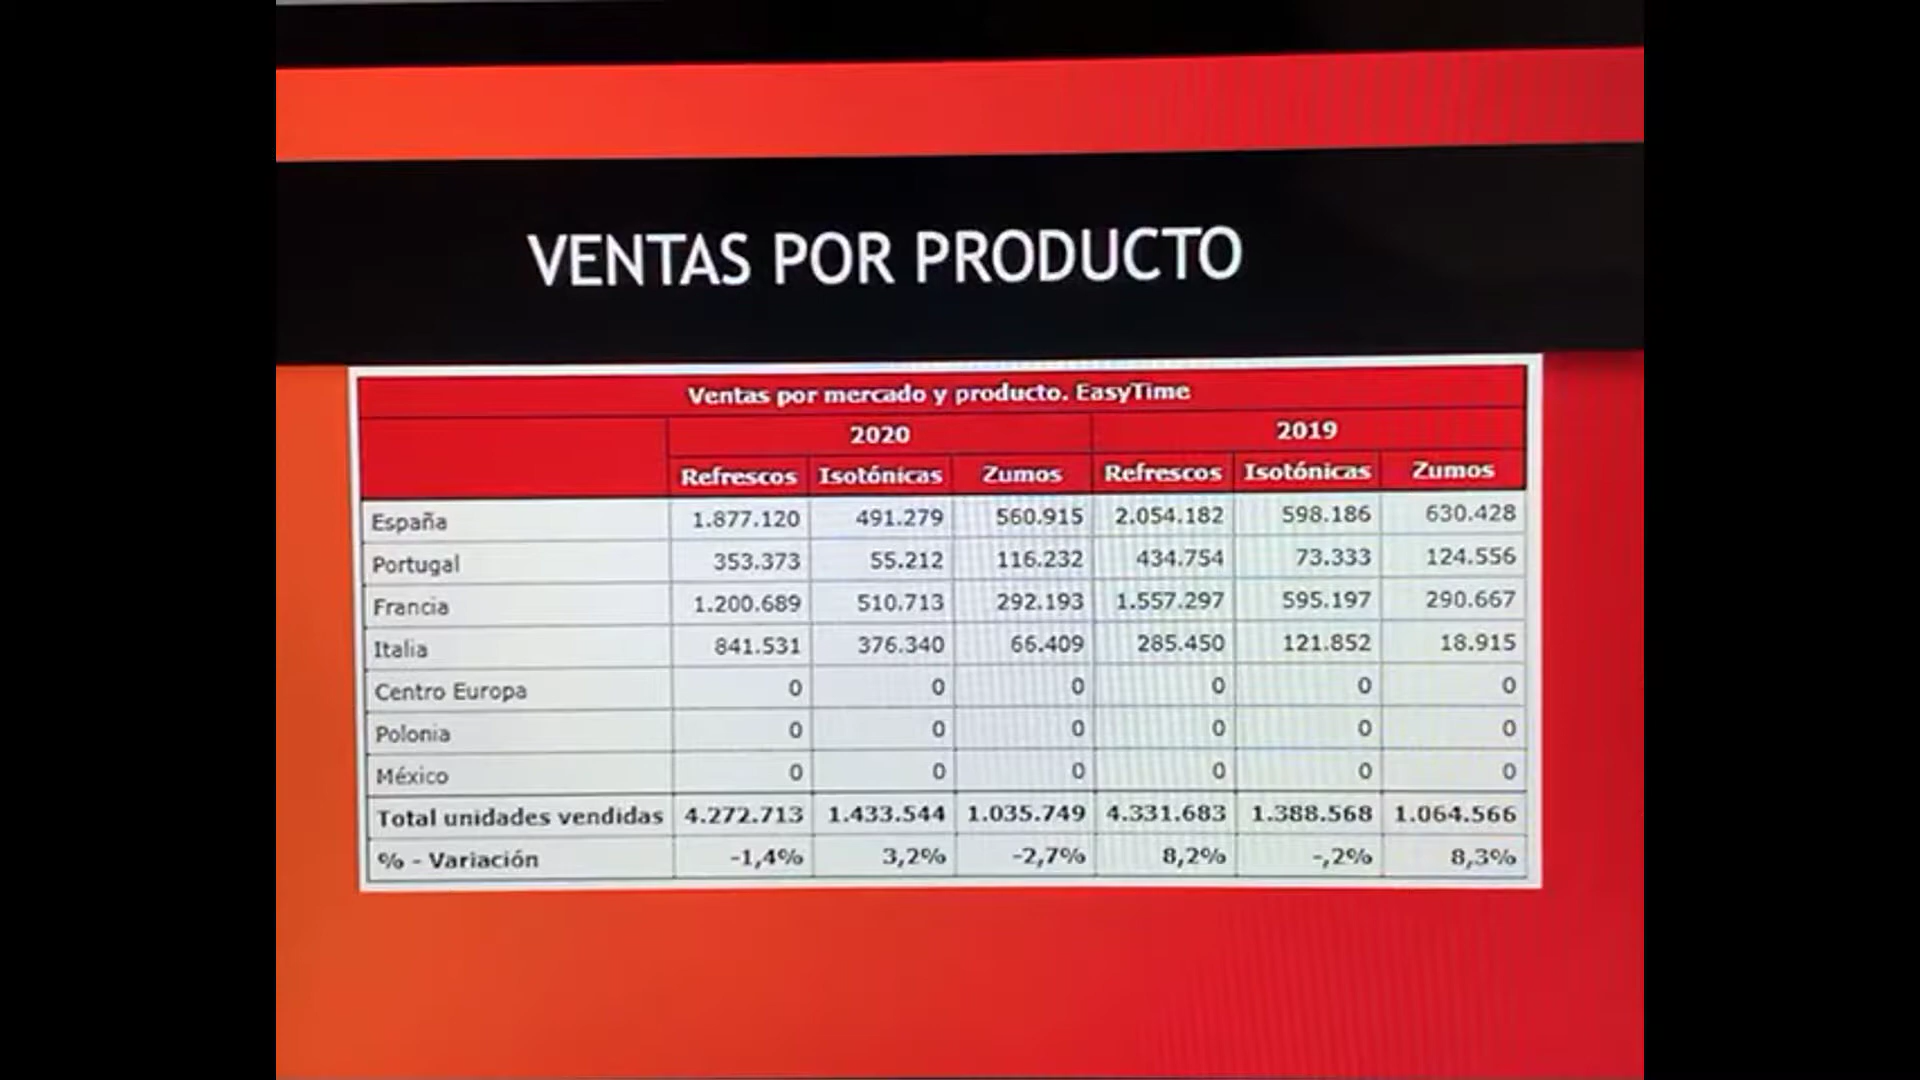 VENTAS POR PRODUCTO
Ventas por mercado y producto. EasyTime
2020 2019
Refrescos Isotónicas Zumos Refrescos Isotónicas Zumos
España 1.877.120 491.279 560.915 2.054.182 598.186 630.428
Portugal 353.373 55.212 116.232 434.754 73.333 124.556
Francia 1.200.689 510.713 292.193 1.557.297 595.197 290.667
Italia 841.531 376.340 66.409 285.450 121.852 18.915
Centro Europa 0 0 0 0 0 0
Polonia 0 0 0 0 0 0
México 0 0 0 0 0 0
Total unidades vendidas 4.272.713 1.433.544 1.035.749 4.331.683 1.388.568 1.064.566
% - Variación -1,4% 3,2% -2,7% 8,2% -,2% 8,3%